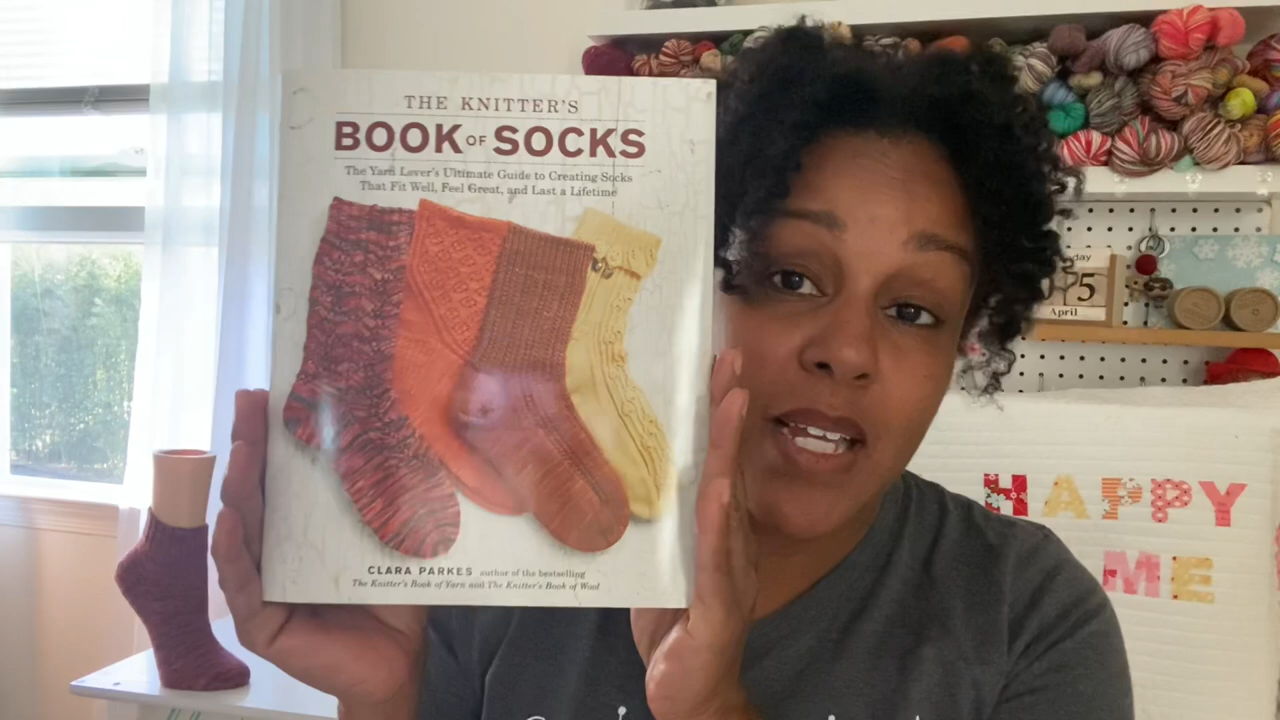 THE KNITTER'S
BOOK OF SOCKS
The Yarn Lover's Ultimate Guide to Creating Socks
That Fit Well, Feel Great, and Last a Lifetime
CLARA PARKES author of the bestselling
The Knitter's Book of Yarn and The Knitter's Book of Wool
5
April
HAPPY
ME